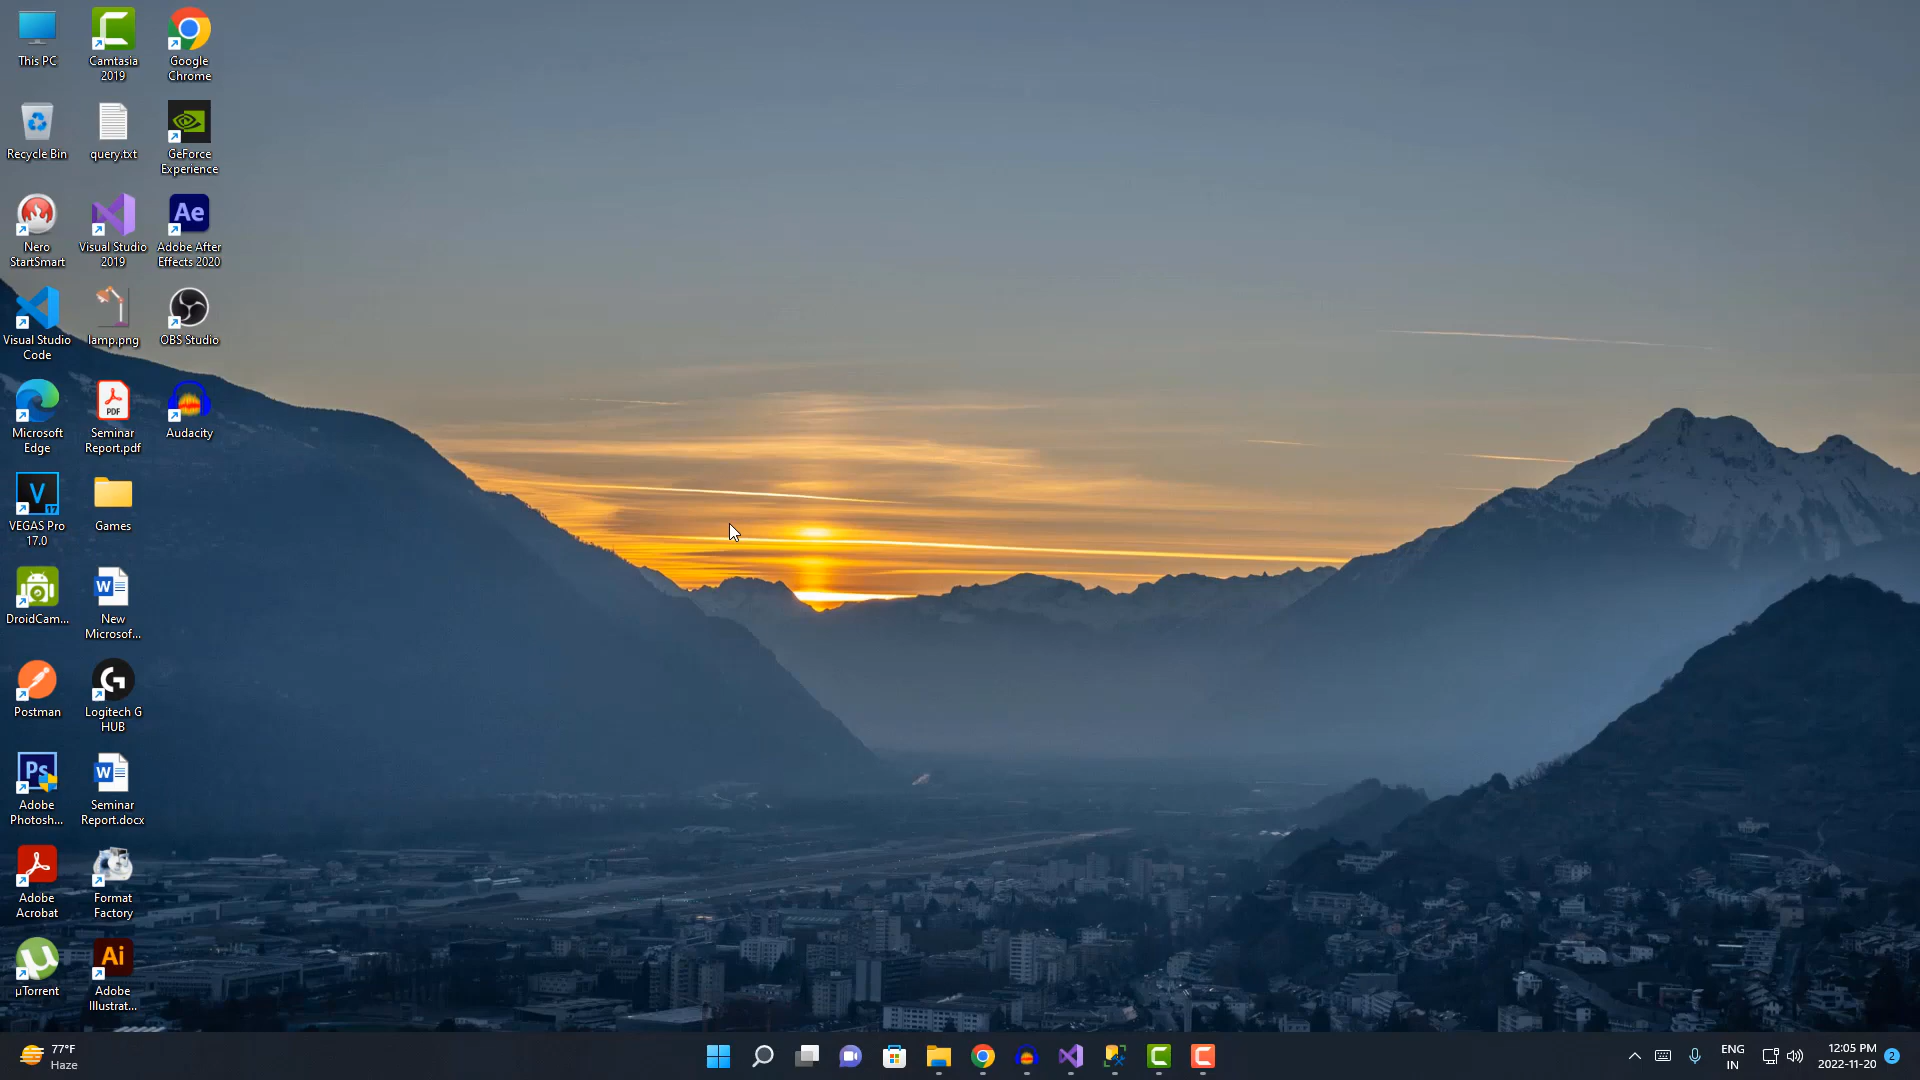 This PC
Camtasia
2019
Google
Chrome
Recycle Bin
query.txt
GeForce
Experience
Nero
StartSmart
Visual Studio
2019
Ae
Adobe After
Effects 2020
Visual Studio
Code
lamp.png
OBS Studio
Microsoft
Edge
PDF
Seminar
Report.pdf
Audacity
V
17
VEGAS Pro
17.0
Games
DroidCam...
W
New
Microsof...
Postman
Logitech G
HUB
Ps
Adobe
Photosh...
W
Seminar
Report.docx
Adobe
Acrobat
Format
Factory
µTorrent
Ai
Adobe
Illustrat...
77°F
Haze
ENG
IN
12:05 PM
2022-11-20
2